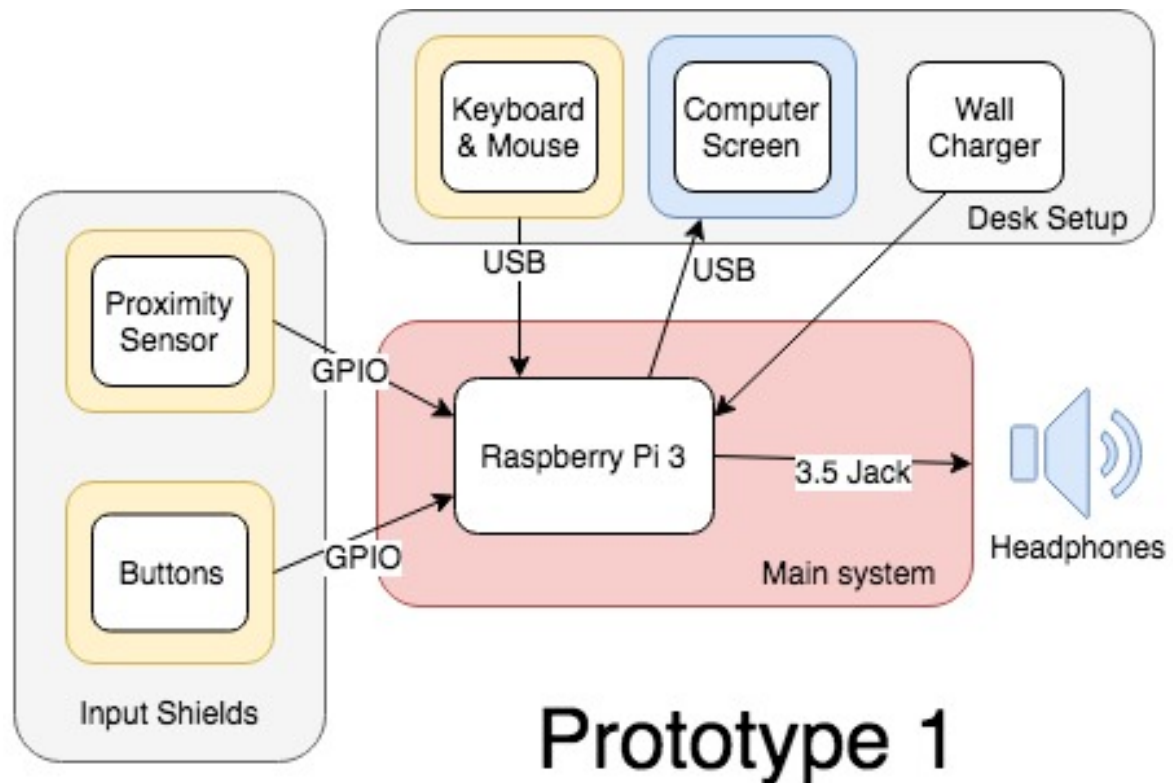 Keyboard
& Mouse
Computer
Screen
Wall
Charger
Desk Setup
USB
USB
Proximity
Sensor
GPIO
Raspberry Pi 3
3.5 Jack
Buttons
GPIO
Main system
Headphones
Input Shields
Prototype 1